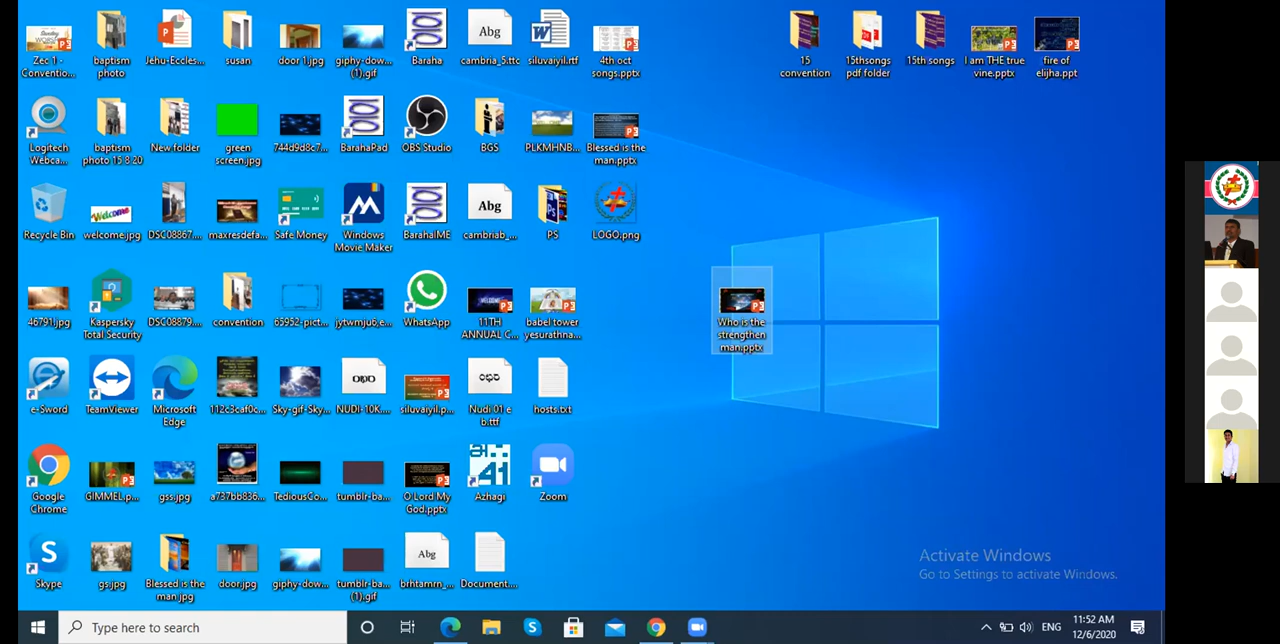 Zec 1 -
Conventio...
baptism
photo
Jehu-Eccles...
susan
door 1.jpg
giphy-dow...
(1).gif
Baraha
Abg
cambria_5.ttc
siluvaiyil.rtf
4th oct
songs.pptx
15
convention
15thsongs
pdf folder
15th songs
I am THE true
vine.pptx
fire of
elijha.ppt
Logitech
Webca...
baptism
photo 15 8 20
New folder
green
screen.jpg
744d9d8c7...
BarahaPad
OBS Studio
BGS
PLKMHNB...
Blessed is the
man.pptx
Recycle Bin
Welcome
welcome.jpg
DSC08867....
maxresdefa...
Safe Money
Windows
Movie Maker
BarahaIME
Abg
cambriab_...
PS
LOGO.png
46791.jpg
Kaspersky
Total Security
DSC08879....
convention
65952-pict...
jytwmju6,e...
WhatsApp
11TH
ANNUAL C...
babel tower
yesurathna...
Who is the
strengthen
man.pptx
e-Sword
TeamViewer
Microsoft
Edge
112c3caf0c...
Sky-gif-Sky...
NUDI-10K....
siluvaiyil.p...
Nudi 01 e
b.ttf
hosts.txt
Google
Chrome
GIMMEL.p...
gss.jpg
a737bb836...
TediousCo...
tumblr-ba...
O Lord My
God.pptx
Azhagi
Zoom
Skype
gs.jpg
Blessed is the
man.jpg
door.jpg
giphy-dow...
tumblr-ba...
(1).gif
Abg
brhtamrn_...
Document....
Activate Windows
Go to Settings to activate Windows.
Type here to search
ENG
11:52 AM
12/6/2020